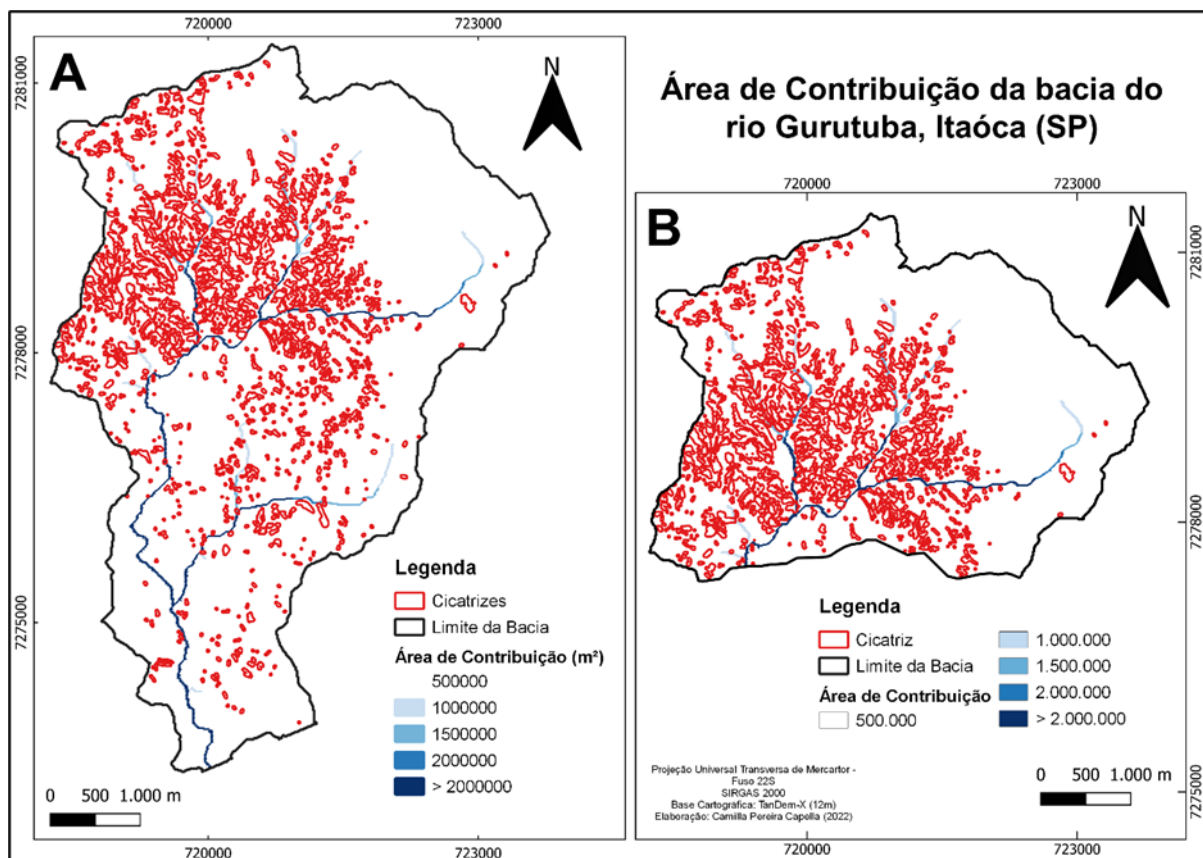 720000
723000
A
N
7281000
7278000
7275000
Legenda
Cicatrizes
Limite da Bacia
Área de Contribuição (m²)
500000
1000000
1500000
2000000
> 2000000
0 500 1.000 m
720000
723000
Área de Contribuição da bacia do
rio Gurutuba, Itaóca (SP)
720000
723000
B
N
7281000
7278000
7275000
Legenda
Cicatriz
Limite da Bacia
Área de Contribuição
500.000
1.000.000
1.500.000
2.000.000
> 2.000.000
Projeção Universal Transversa de Mercartor -
Fuso 22S
SIRGAS 2000
Base Cartográfica: TanDem-X (12m)
Elaboração: Camilla Pereira Capella (2022)
0 500 1.000 m
720000
723000